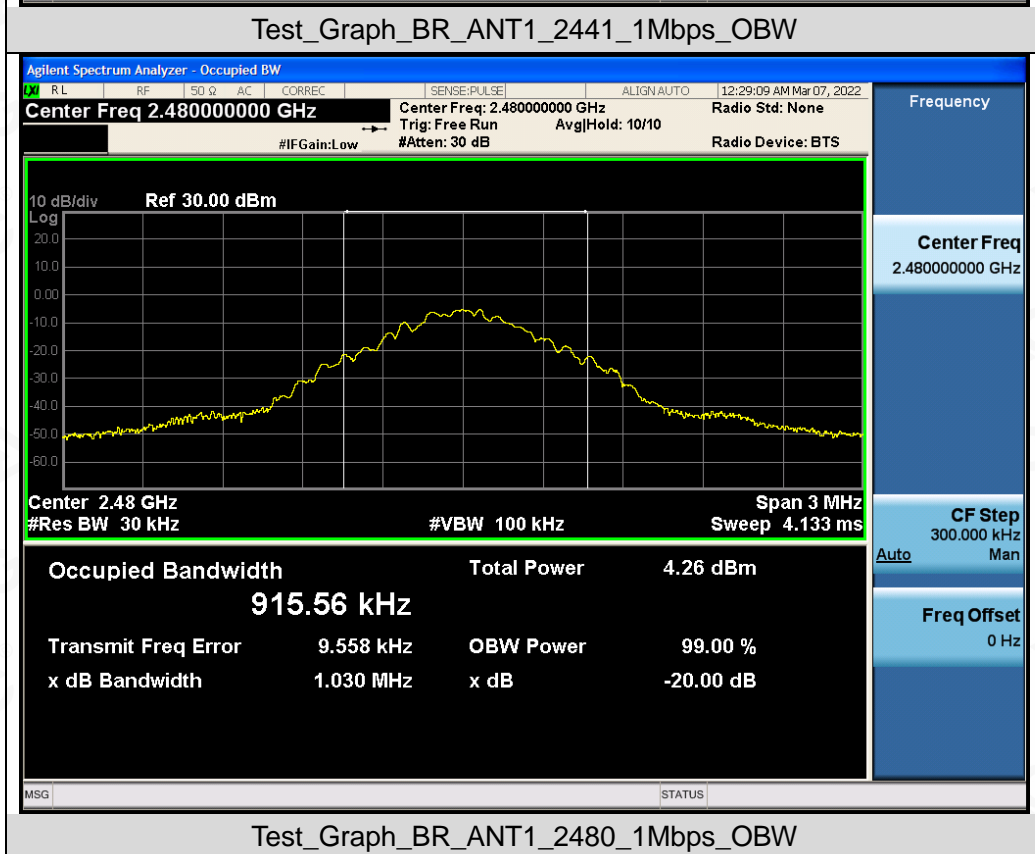 Test_Graph_BR_ANT1_2441_1Mbps_OBW
Agilent Spectrum Analyzer - Occupied BW
LXI RL RF 50 Ω AC CORREC SENSE:PULSE ALIGN AUTO 12:29:09 AM Mar 07, 2022
Center Freq 2.480000000 GHz Center Freq: 2.480000000 GHz Radio Std: None
Trig: Free Run Avg|Hold: 10/10
#IFGain:Low #Atten: 30 dB Radio Device: BTS
Frequency
10 dB/div Ref 30.00 dBm
Log
20.0
10.0
0.00
-10.0
-20.0
-30.0
-40.0
-50.0
-60.0
Center 2.48 GHz Span 3 MHz
#Res BW 30 kHz #VBW 100 kHz Sweep 4.133 ms
Center Freq
2.480000000 GHz
CF Step
300.000 kHz
Auto Man
Freq Offset
0 Hz
Occupied Bandwidth Total Power 4.26 dBm
915.56 kHz
Transmit Freq Error 9.558 kHz OBW Power 99.00 %
x dB Bandwidth 1.030 MHz x dB -20.00 dB
MSG STATUS
Test_Graph_BR_ANT1_2480_1Mbps_OBW